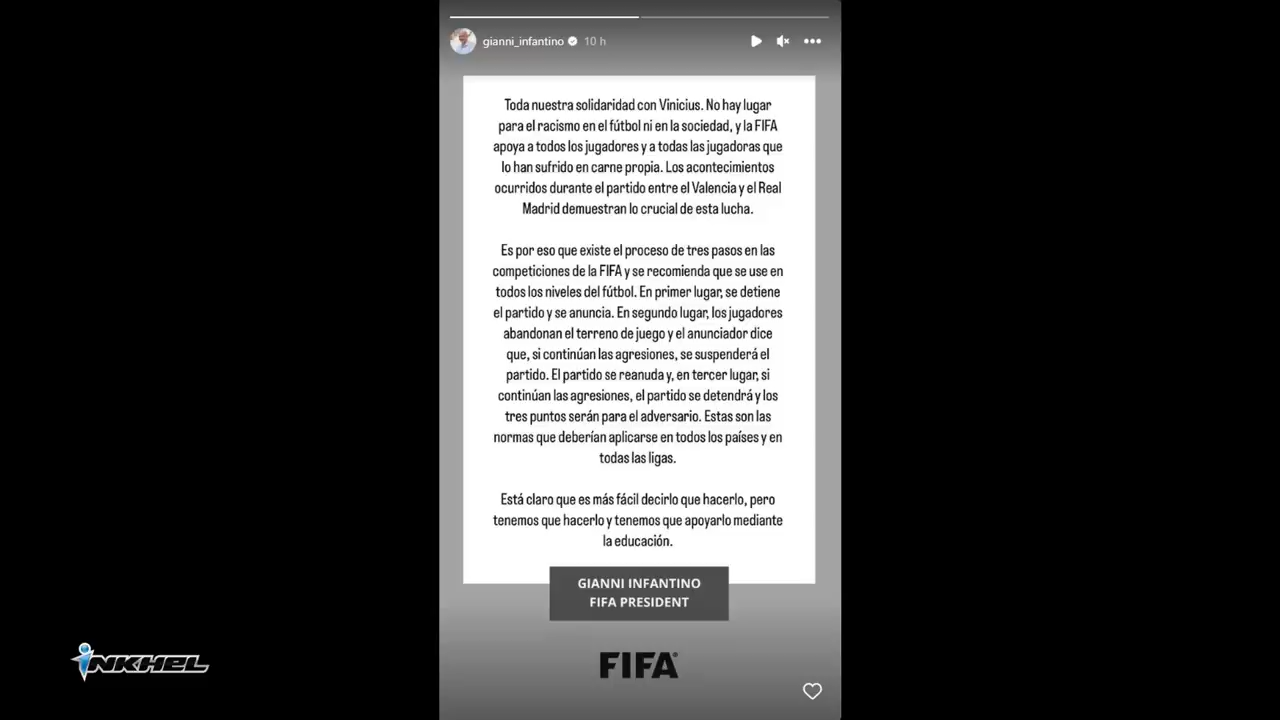 gianni_infantino 10 h
Toda nuestra solidaridad con Vinicius. No hay lugar
para el racismo en el fútbol ni en la sociedad, y la FIFA
apoya a todos los jugadores y a todas las jugadoras que
lo han sufrido en carne propia. Los acontecimientos
ocurridos durante el partido entre el Valencia y el Real
Madrid demuestran lo crucial de esta lucha.
Es por eso que existe el proceso de tres pasos en las
competiciones de la FIFA y se recomienda que se use en
todos los niveles del fútbol. En primer lugar, se detiene
el partido y se anuncia. En segundo lugar, los jugadores
abandonan el terreno de juego y el anunciador dice
que, si continúan las agresiones, se suspenderá el
partido. El partido se reanuda y, en tercer lugar, si
continúan las agresiones, el partido se detendrá y los
tres puntos serán para el adversario. Estas son las
normas que deberían aplicarse en todos los países y en
todas las ligas.
Está claro que es más fácil decirlo que hacerlo, pero
tenemos que hacerlo y tenemos que apoyarlo mediante
la educación.
GIANNI INFANTINO
FIFA PRESIDENT
FIFA®
iNKHEL